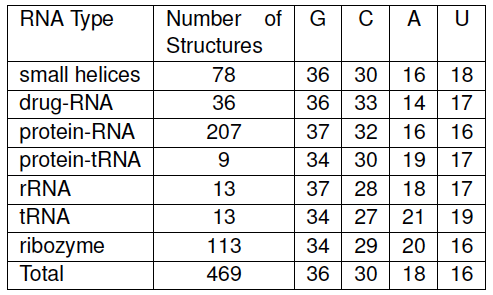 RNA Type Number of Structures G C A U
small helices 78 36 30 16 18
drug-RNA 36 36 33 14 17
protein-RNA 207 37 32 16 16
protein-tRNA 9 34 30 19 17
rRNA 13 37 28 18 17
tRNA 13 34 27 21 19
ribozyme 113 34 29 20 16
Total 469 36 30 18 16